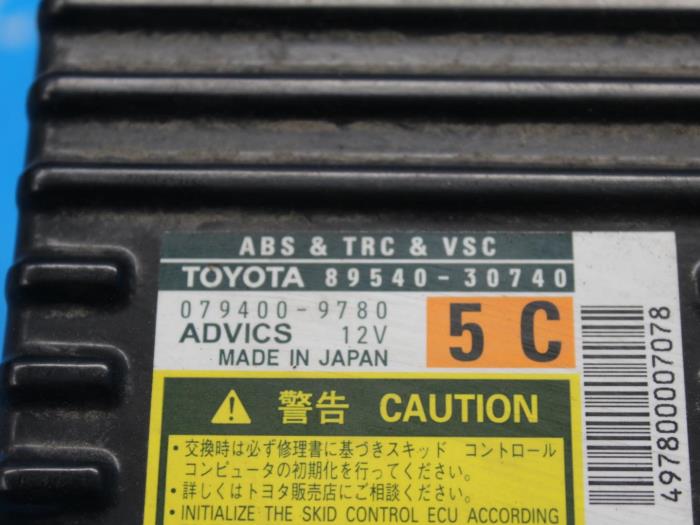 ABS & TRC & VSC
TOYOTA 89540-30740
079400-9780
ADVICS 12V
MADE IN JAPAN
5C
497800007078
警告 CAUTION
・交換時は必ず修理書に基づきスキッド コントロール
コンピュータの初期化を行ってください。
・詳しくはトヨタ販売店にご相談ください。
・INITIALIZE THE SKID CONTROL ECU ACCORDING